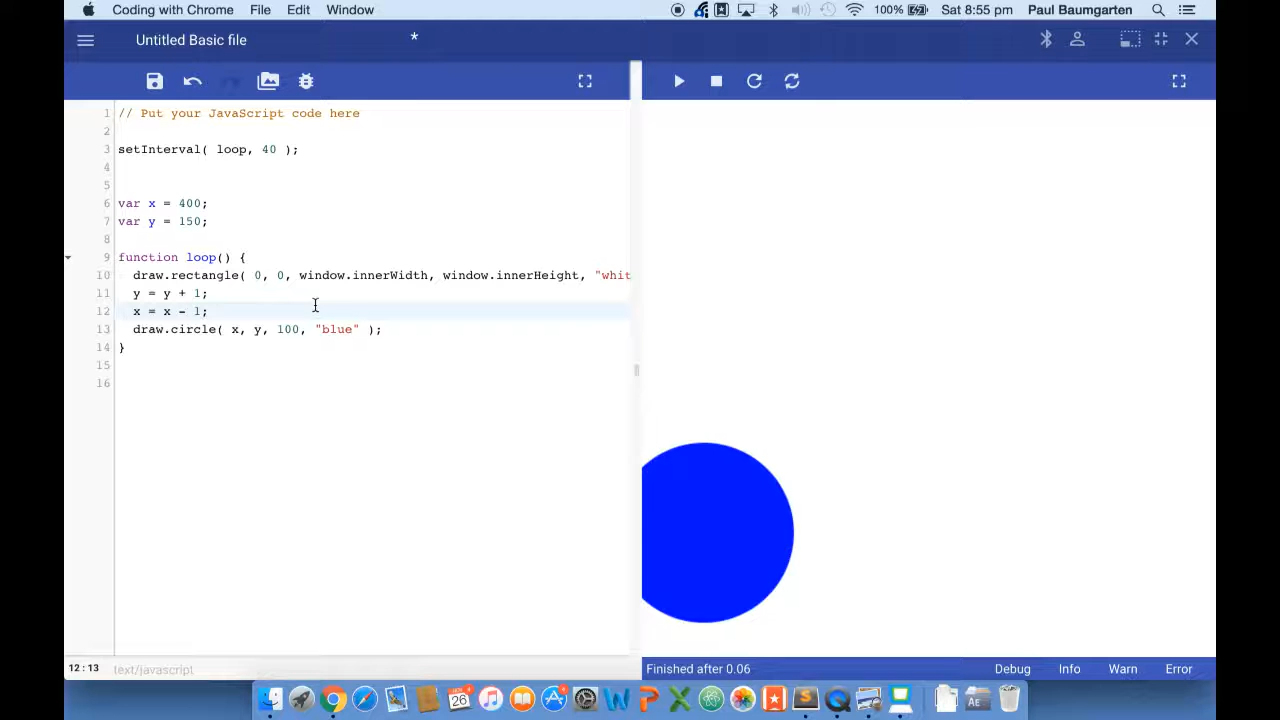 Coding with Chrome File Edit Window 100% Sat 8:55 pm Paul Baumgarten
Untitled Basic file *
1 // Put your JavaScript code here
2
3 setInterval( loop, 40 );
4
5
6 var x = 400;
7 var y = 150;
8
9 function loop() {
10 draw.rectangle( 0, 0, window.innerWidth, window.innerHeight, "whit
11 y = y + 1;
12 x = x - 1;
13 draw.circle( x, y, 100, "blue" );
14 }
15
16
12:13 text/javascript Finished after 0.06 Debug Info Warn Error